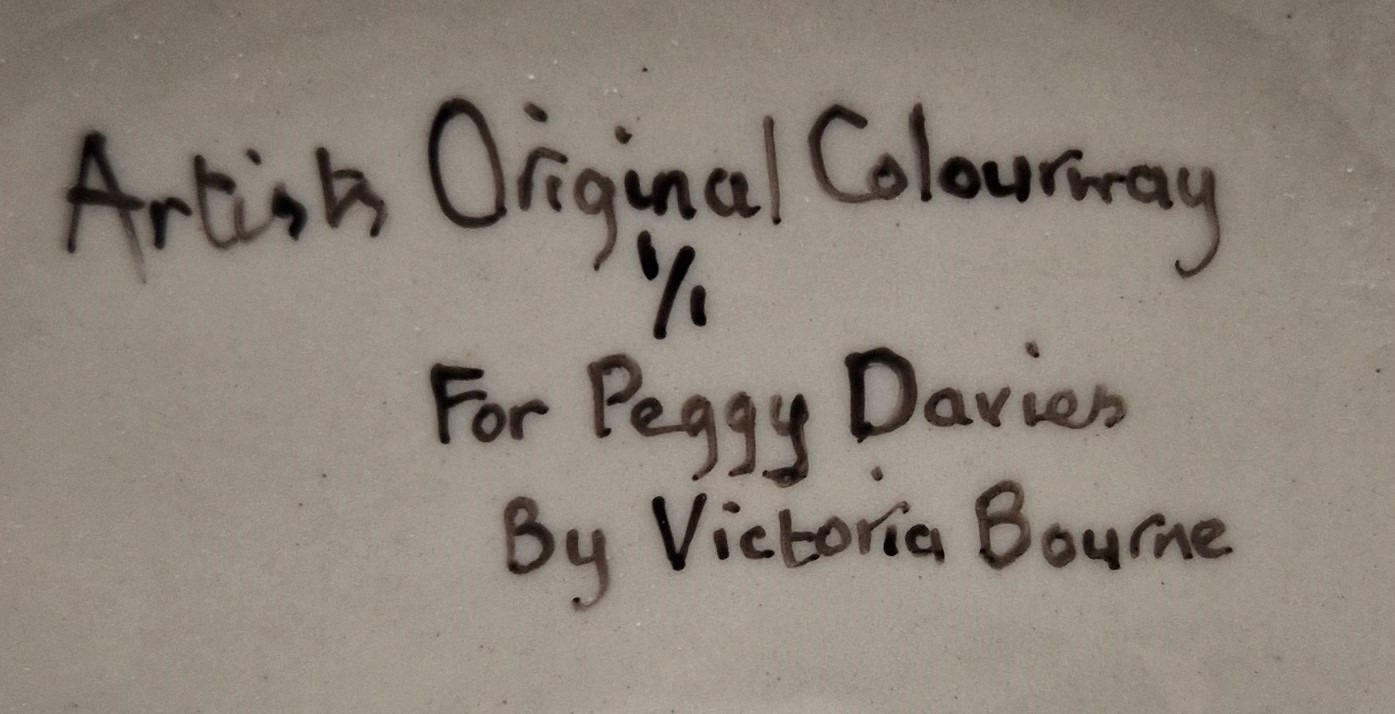 Artists Original Colourway
1/1
For Peggy Davies
By Victoria Bourne